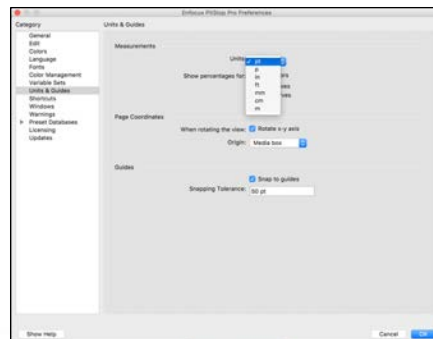 Enfocus PitStop Pro Preferences
Category
Units & Guides
General
Edit
Colors
Language
Fonts
Color Management
Variable Sets
Units & Guides
Shortcuts
Windows
Warnings
Preset Databases
Licensing
Updates
Measurements
Units:
pt
p
in
ft
mm
cm
m
Show percentages for:
Page Coordinates
When rotating the view: Rotate x-y axis
Origin: Media box
Guides
Snap to guides
Snapping Tolerance: 50 pt
Show Help
Cancel
OK